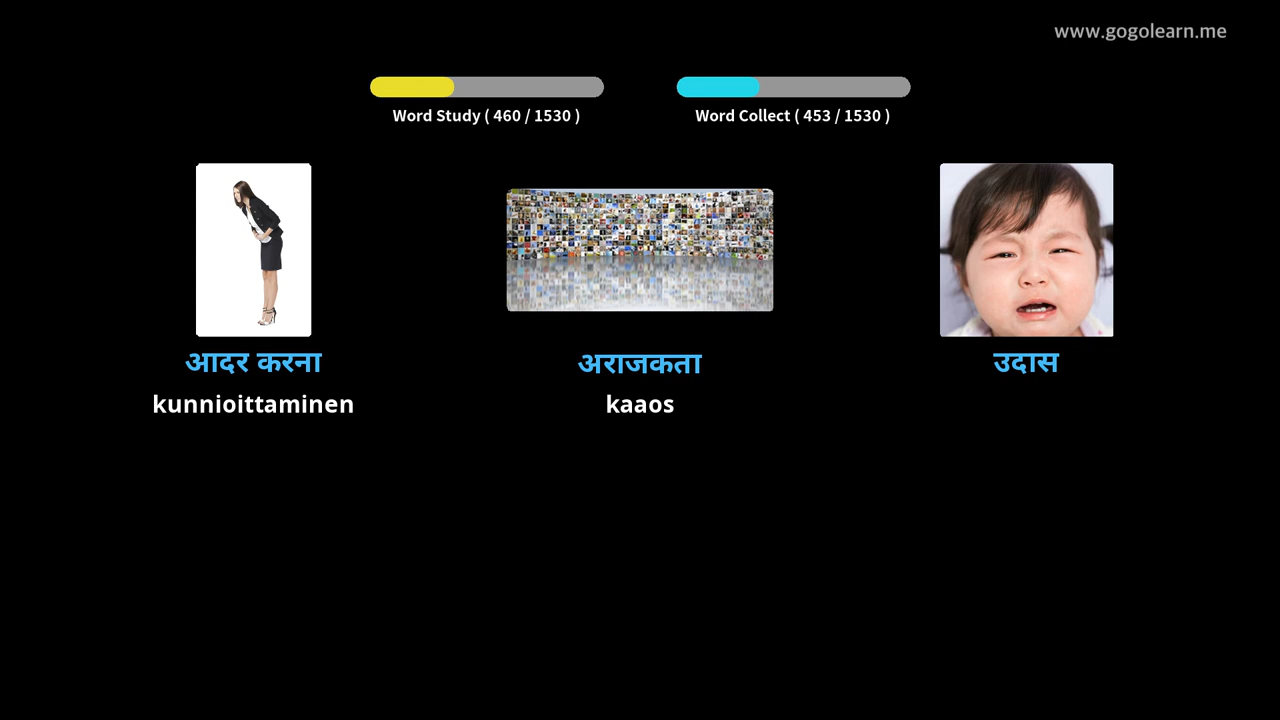 www.gogolearn.me
Word Study ( 460 / 1530 )
Word Collect ( 453 / 1530 )
आदर करना
अराजकता
उदास
kunnioittaminen
kaaos